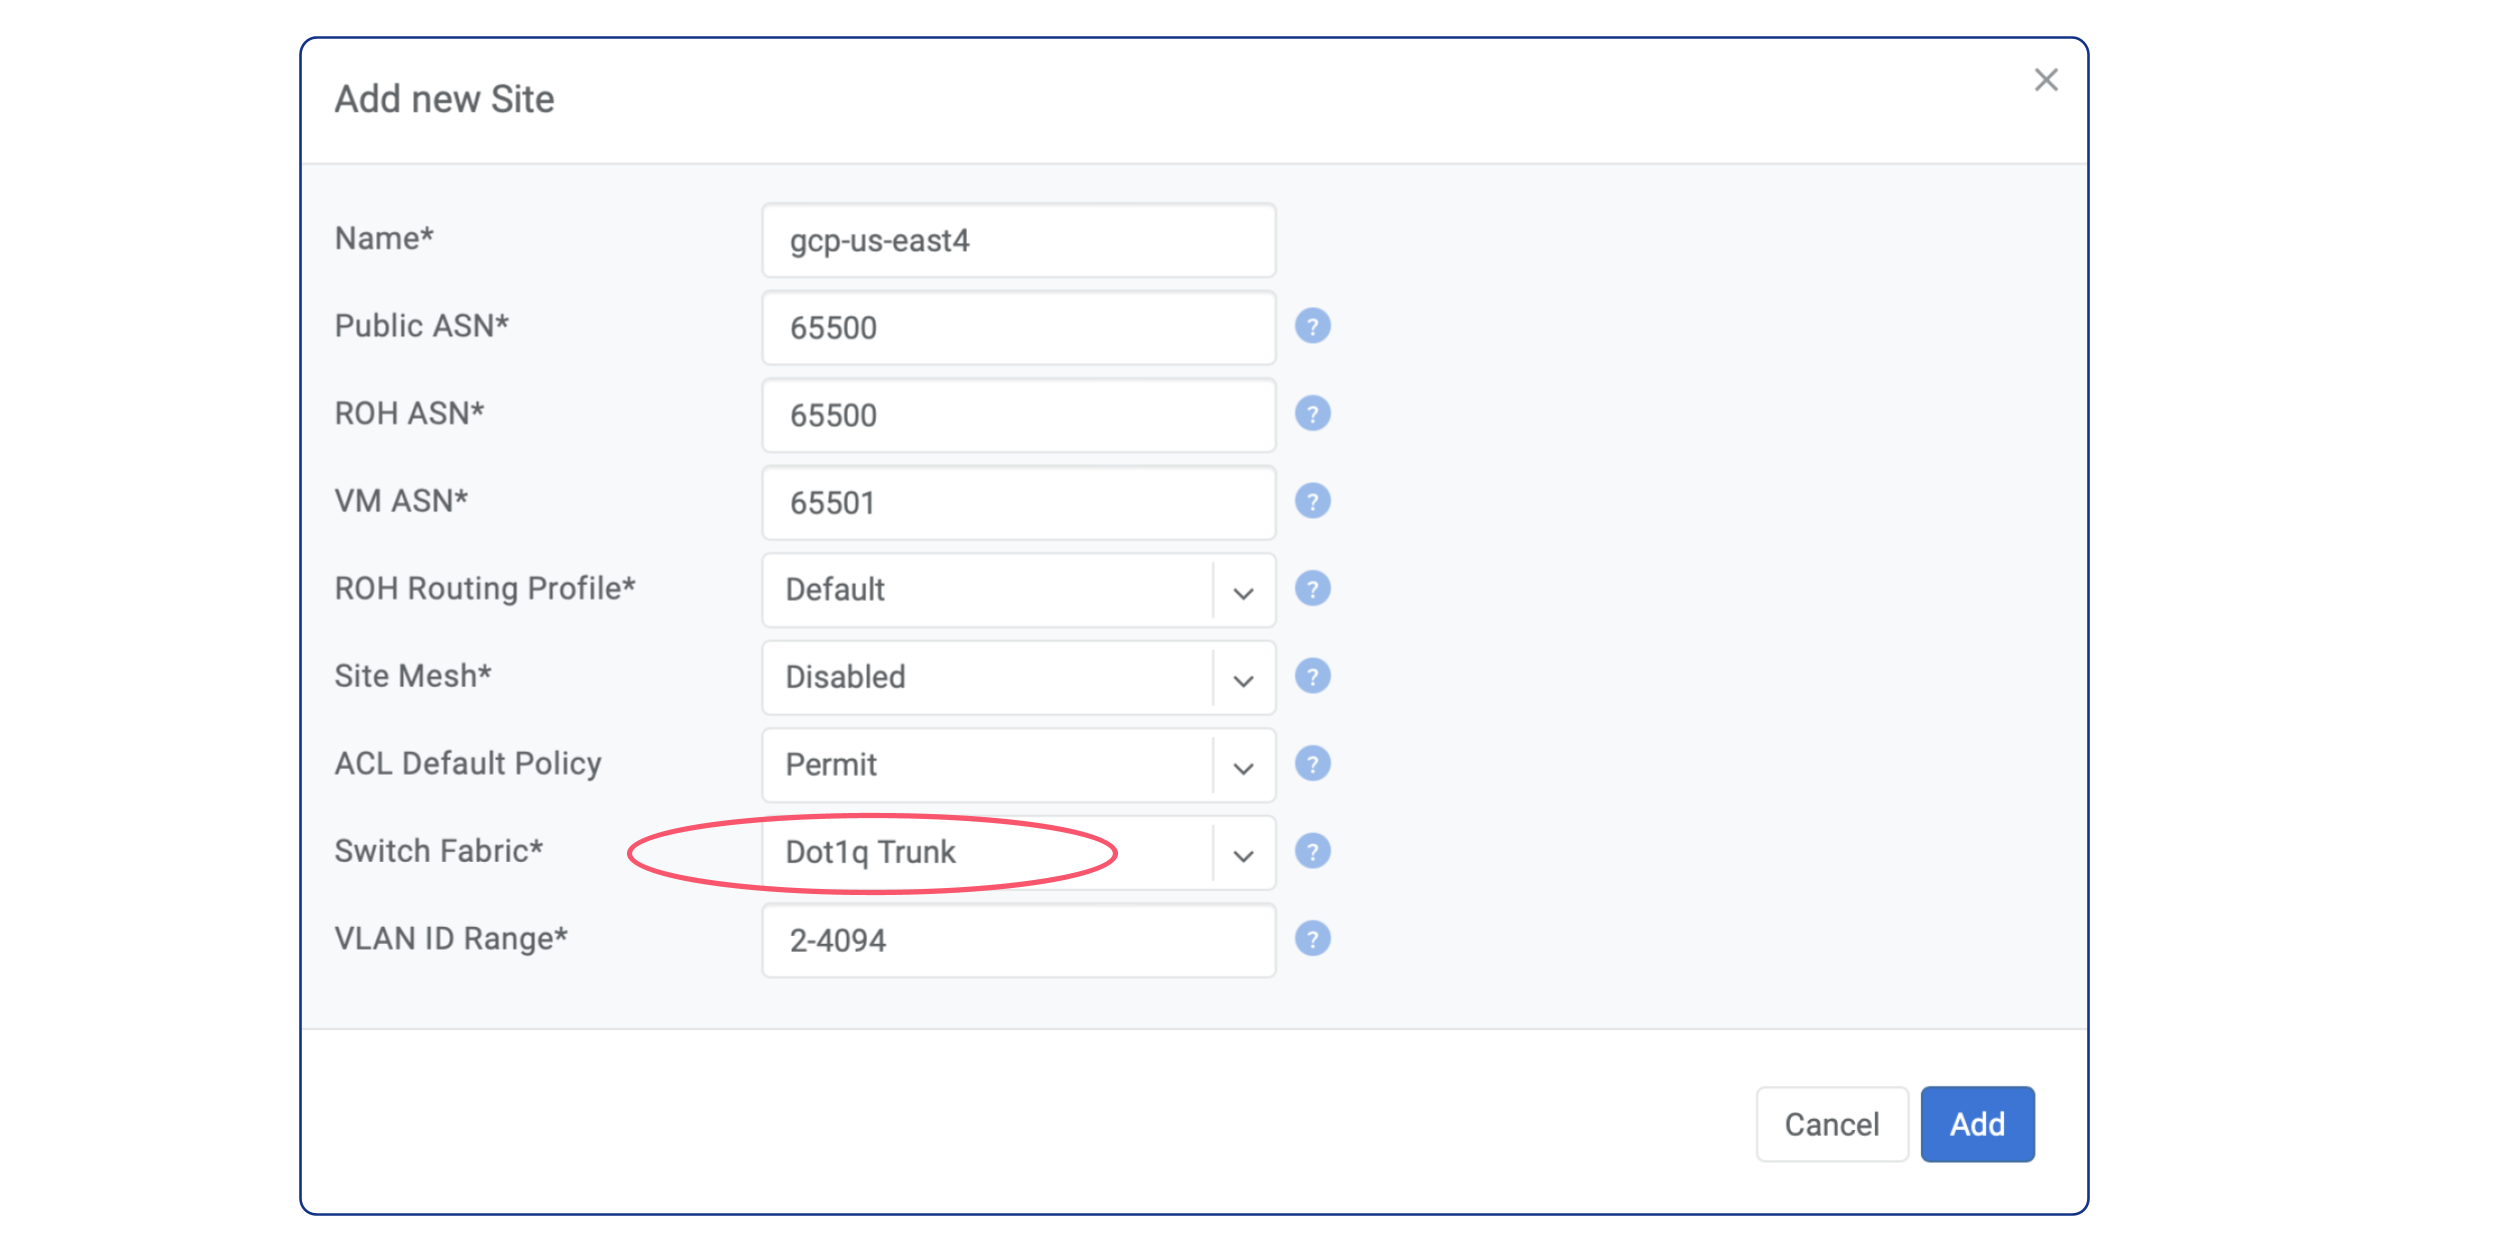 Add new Site
Name* gcp-us-east4
Public ASN* 65500 ?
ROH ASN* 65500 ?
VM ASN* 65501 ?
ROH Routing Profile* Default ?
Site Mesh* Disabled ?
ACL Default Policy Permit ?
Switch Fabric* Dot1q Trunk ?
VLAN ID Range* 2-4094 ?
Cancel Add